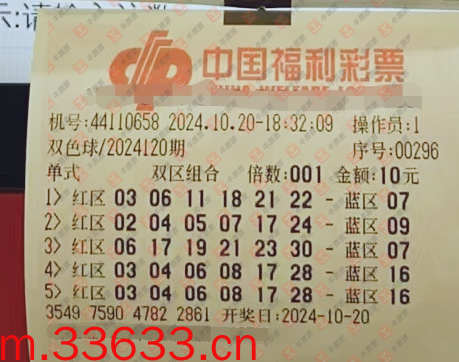 中国福利彩票
机号:44110658 2024.10.20-18:32:09 操作员:1
双色球/2024120期 序号:00296
单式 双区组合 倍数:001 金额:10元
1> 红区 03 06 11 18 21 22 - 蓝区 07
2> 红区 02 04 05 07 17 24 - 蓝区 09
3> 红区 06 17 19 21 23 30 - 蓝区 07
4> 红区 03 04 06 08 17 28 - 蓝区 16
5> 红区 03 04 06 08 17 28 - 蓝区 16
3549 7590 4782 2861 开奖日:2024-10-20
m.33633.cn